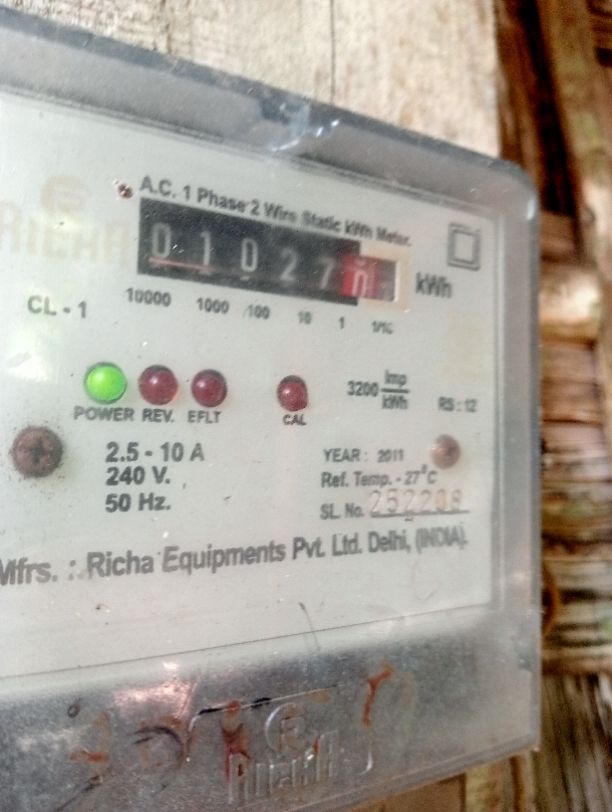 RICHA
A.C. 1 Phase 2 Wire Static kWh Meter.
0 1 0 2 7 0 kWh
CL - 1 10000 1000 100 10 1 1/10
POWER REV. EFLT CAL
3200 Imp/kWh RS : 12
2.5 - 10 A
240 V.
50 Hz.
YEAR : 2011
Ref. Temp. - 27°C
SL. No. 252208
Mfrs. : Richa Equipments Pvt. Ltd. Delhi, (INDIA).
RICHA